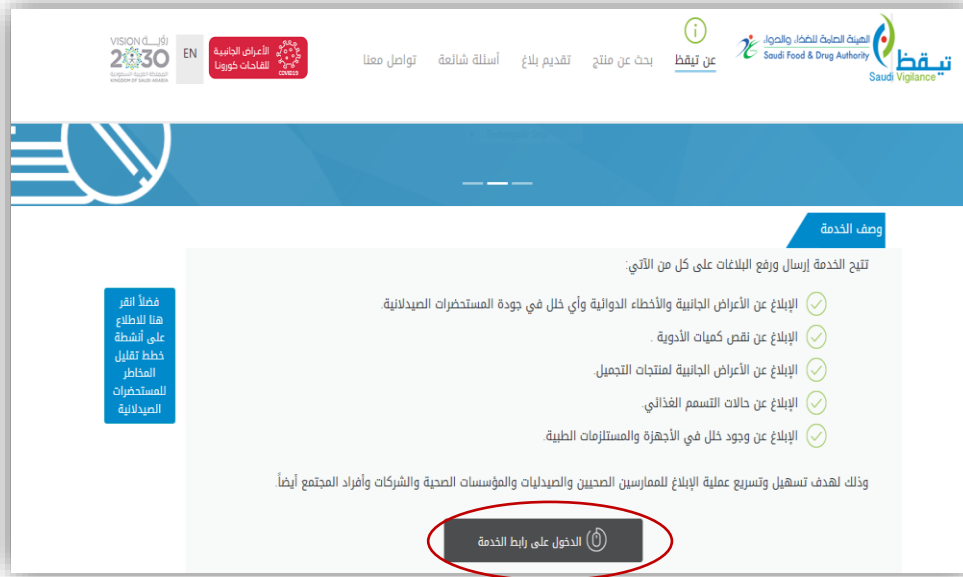 تيـقظ
Saudi Vigilance
الهيئة العامة للغذاء والدواء
Saudi Food & Drug Authority
عن تيقظ
بحث عن منتج
تقديم بلاغ
أسئلة شائعة
تواصل معنا
الأعراض الجانبية
للقاحات كورونا
COVID19
EN
VISION رؤيــة
2030
المملكة العربية السعودية
KINGDOM OF SAUDI ARABIA
وصف الخدمة
تتيح الخدمة إرسال ورفع البلاغات على كل من الآتي:
الإبلاغ عن الأعراض الجانبية والأخطاء الدوائية وأي خلل في جودة المستحضرات الصيدلانية.
الإبلاغ عن نقص كميات الأدوية .
الإبلاغ عن الأعراض الجانبية لمنتجات التجميل.
الإبلاغ عن حالات التسمم الغذائي.
الإبلاغ عن وجود خلل في الأجهزة والمستلزمات الطبية.
وذلك لهدف تسهيل وتسريع عملية الإبلاغ للممارسين الصحيين والصيدليات والمؤسسات الصحية والشركات وأفراد المجتمع أيضاً.
الدخول على رابط الخدمة
فضلاً انقر
هنا للاطلاع
على أنشطة
خطط تقليل
المخاطر
للمستحضرات
الصيدلانية